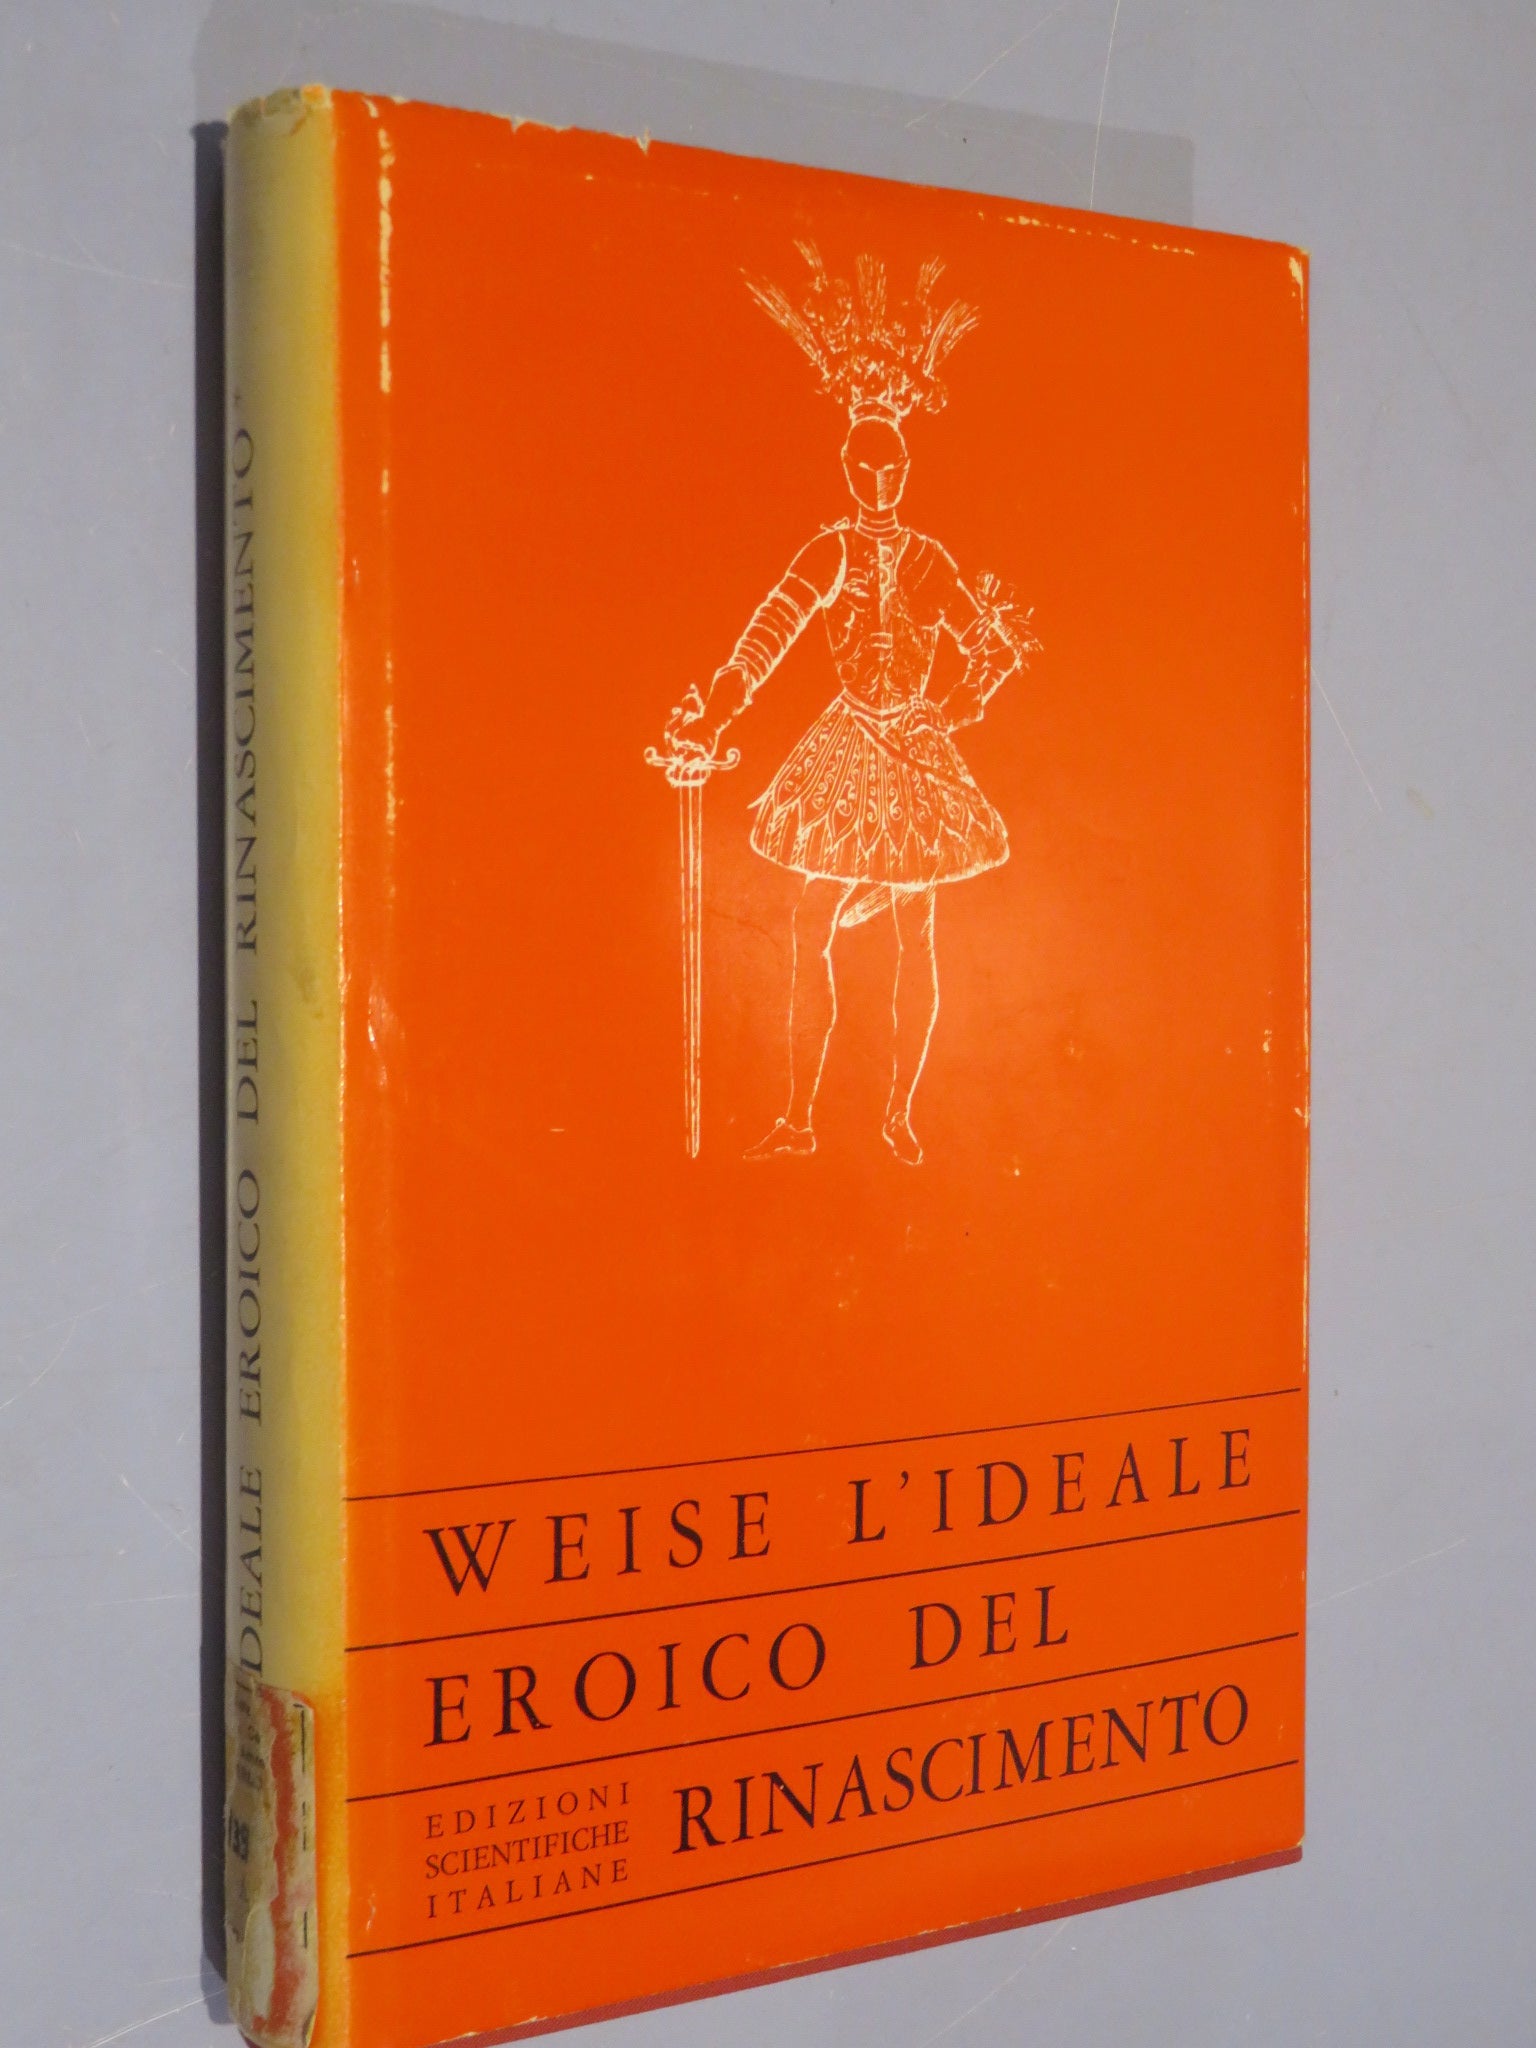 WEISE L'IDEALE
EROICO DEL
RINASCIMENTO
EDIZIONI
SCIENTIFICHE
ITALIANE
IDEALE EROICO DEL RINASCIMENTO